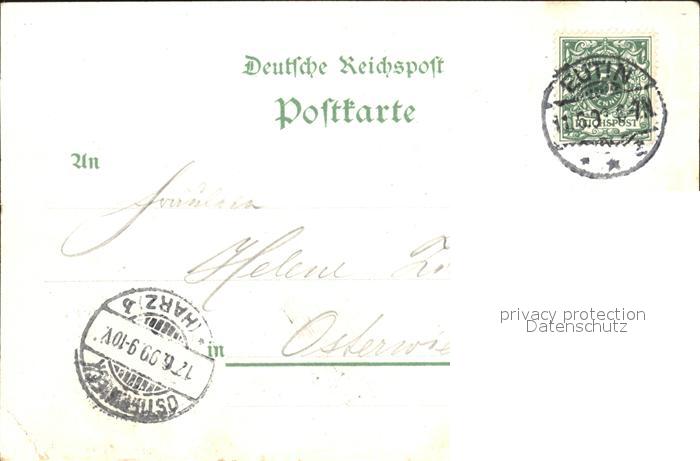 Deutsche Reichspost
Postkarte
EUTIN
REICHSPOST
An
Fräulein
Helene
privacy protection
Datenschutz
(HARZ) b
17.6.99.9-10V.
OSTERWIECK
in Osterwie